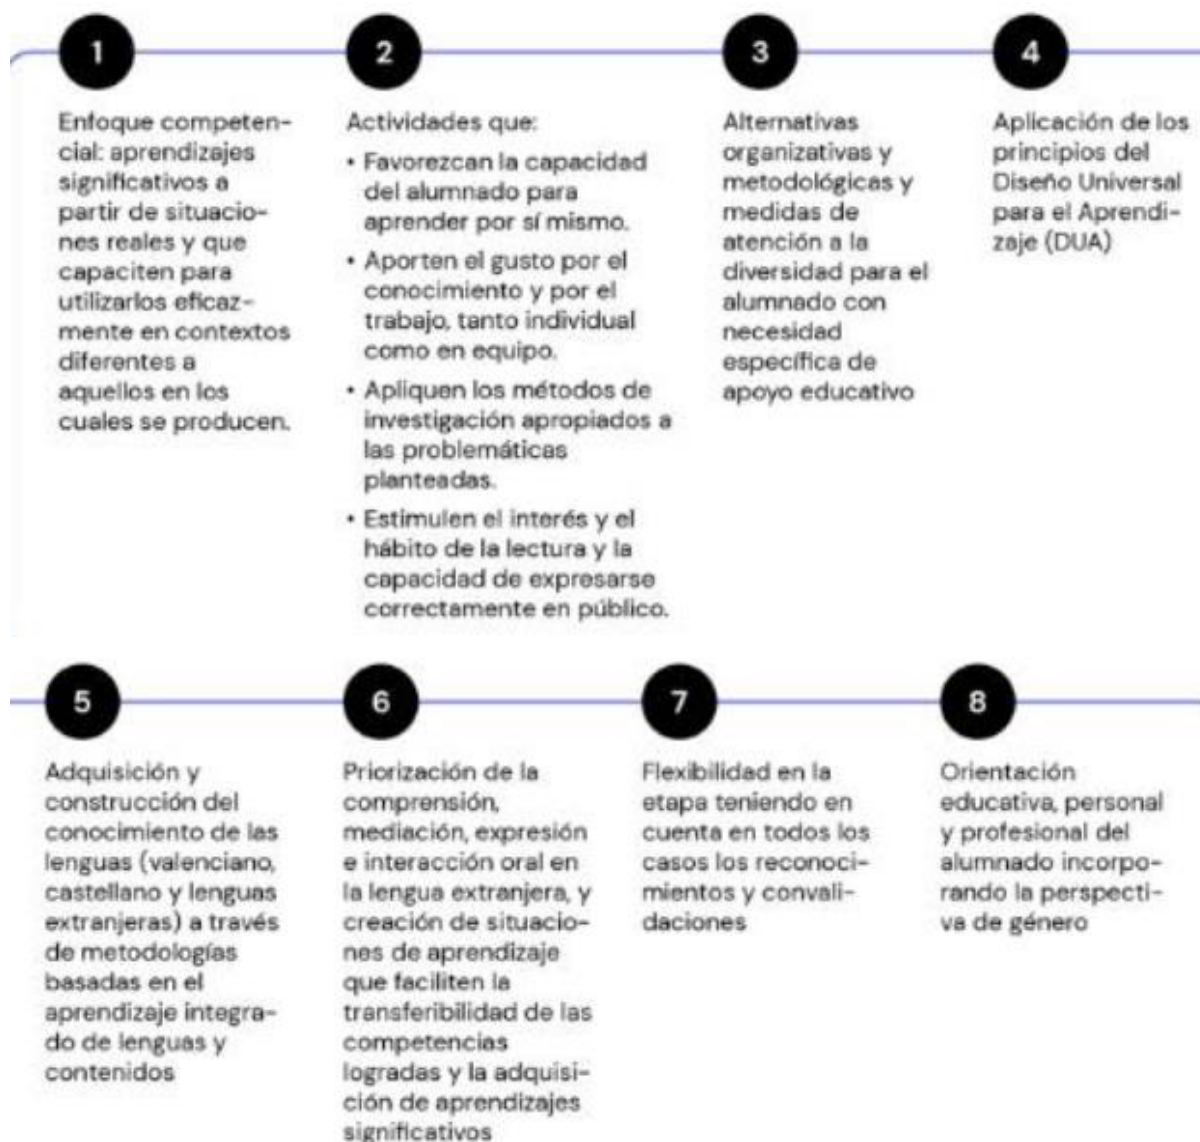 1
Enfoque competen-
cial: aprendizajes
significativos a
partir de situacio-
nes reales y que
capaciten para
utilizarlos eficaz-
mente en contextos
diferentes a
aquellos en los
cuales se producen.
2
Actividades que:
• Favorezcan la capacidad
del alumnado para
aprender por sí mismo.
• Aporten el gusto por el
conocimiento y por el
trabajo, tanto individual
como en equipo.
• Apliquen los métodos de
investigación apropiados a
las problemáticas
planteadas.
• Estimulen el interés y el
hábito de la lectura y la
capacidad de expresarse
correctamente en público.
3
Alternativas
organizativas y
metodológicas y
medidas de
atención a la
diversidad para el
alumnado con
necesidad
específica de
apoyo educativo
4
Aplicación de los
principios del
Diseño Universal
para el Aprendi-
zaje (DUA)
5
Adquisición y
construcción del
conocimiento de las
lenguas (valenciano,
castellano y lenguas
extranjeras) a través
de metodologías
basadas en el
aprendizaje integra-
do de lenguas y
contenidos
6
Priorización de la
comprensión,
mediación, expresión
e interacción oral en
la lengua extranjera, y
creación de situacio-
nes de aprendizaje
que faciliten la
transferibilidad de las
competencias
logradas y la adquisi-
ción de aprendizajes
significativos
7
Flexibilidad en la
etapa teniendo en
cuenta en todos los
casos los reconoci-
mientos y convali-
daciones
8
Orientación
educativa, personal
y profesional del
alumnado incorpo-
rando la perspecti-
va de género